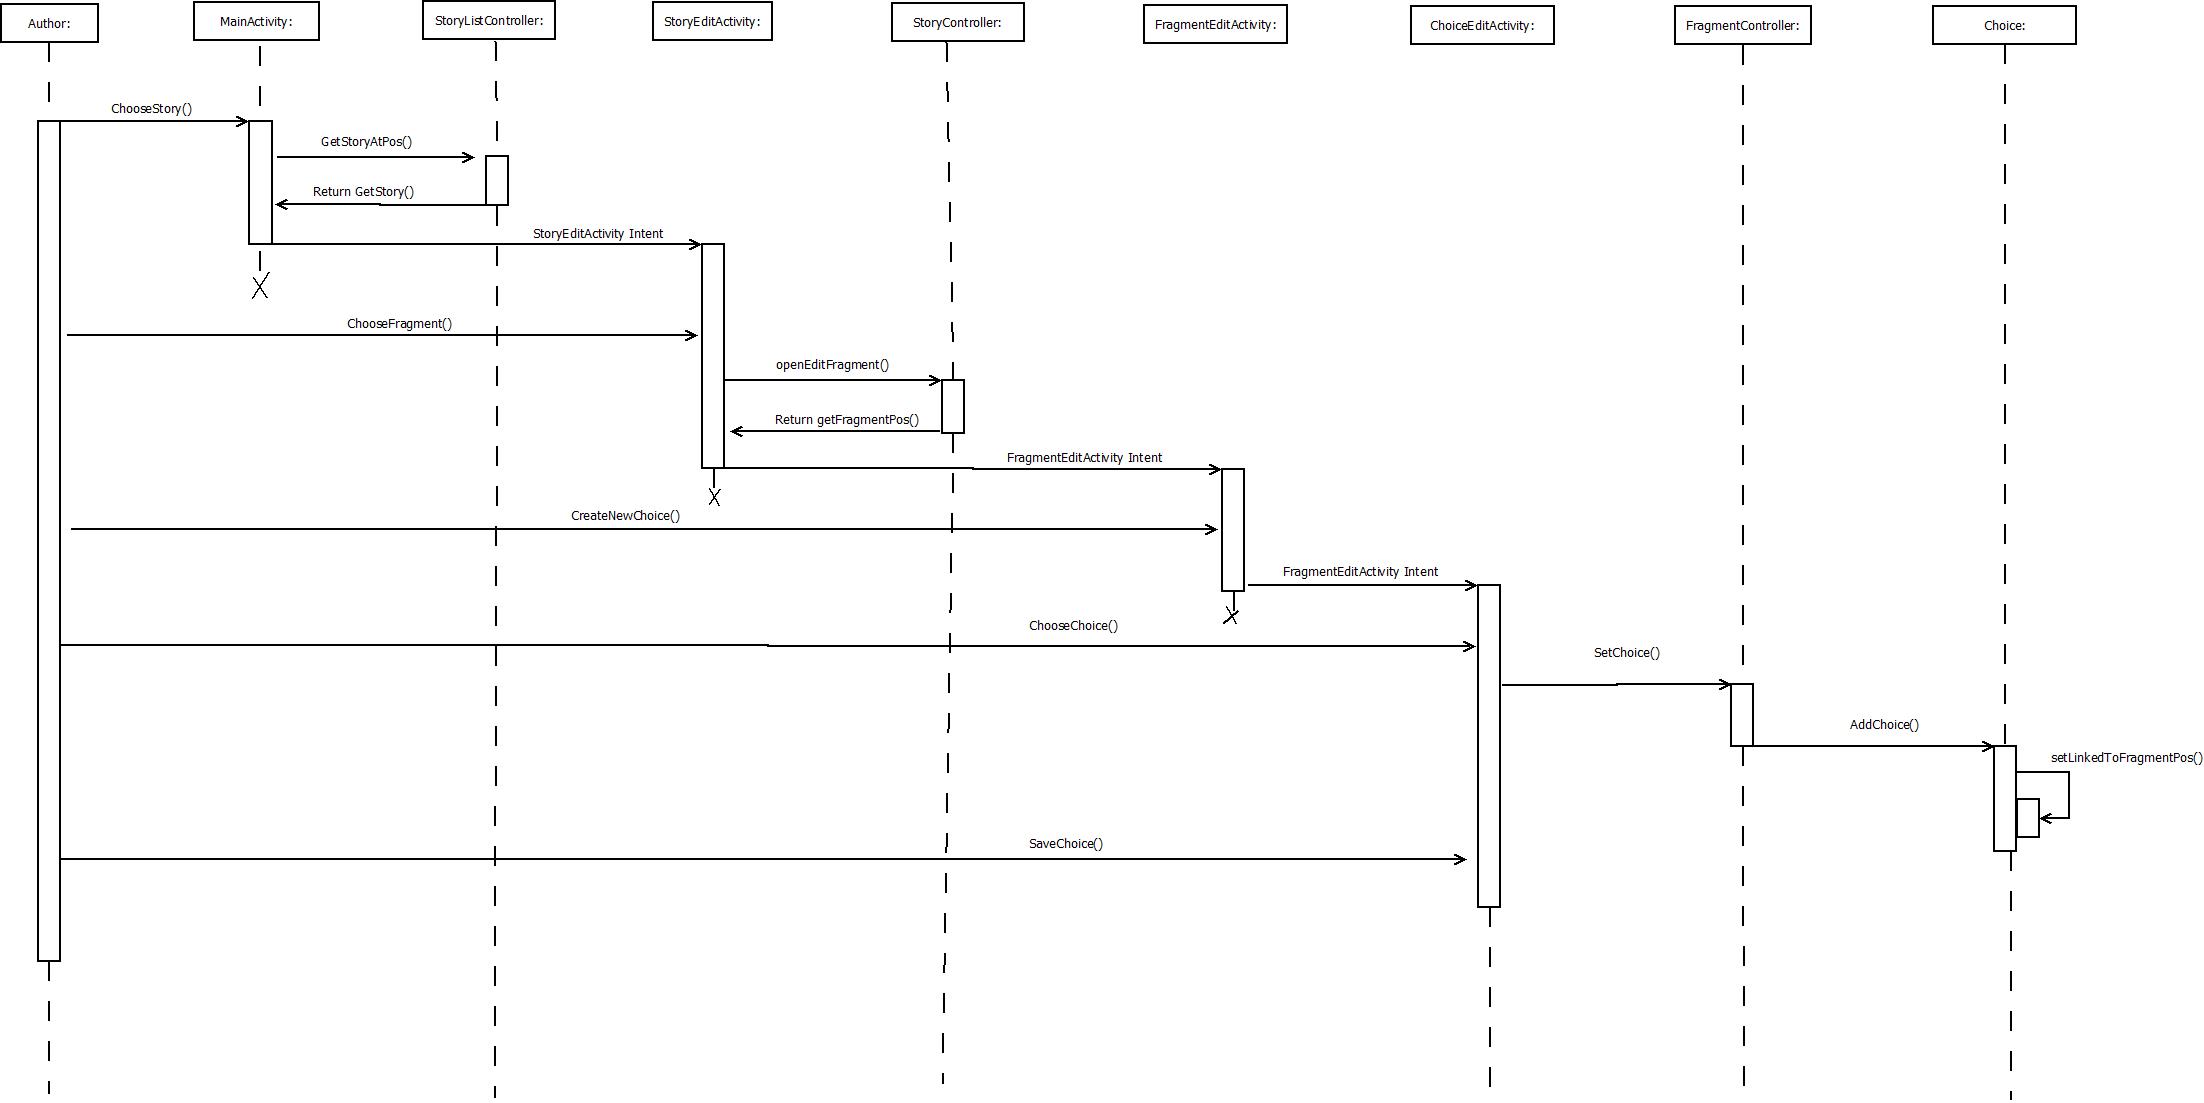 Author:
MainActivity:
StoryListController:
StoryEditActivity:
StoryController:
FragmentEditActivity:
ChoiceEditActivity:
FragmentController:
Choice:
ChooseStory()
GetStoryAtPos()
Return GetStory()
StoryEditActivity Intent
ChooseFragment()
openEditFragment()
Return getFragmentPos()
FragmentEditActivity Intent
CreateNewChoice()
FragmentEditActivity Intent
ChooseChoice()
SetChoice()
AddChoice()
setLinkedToFragmentPos()
SaveChoice()